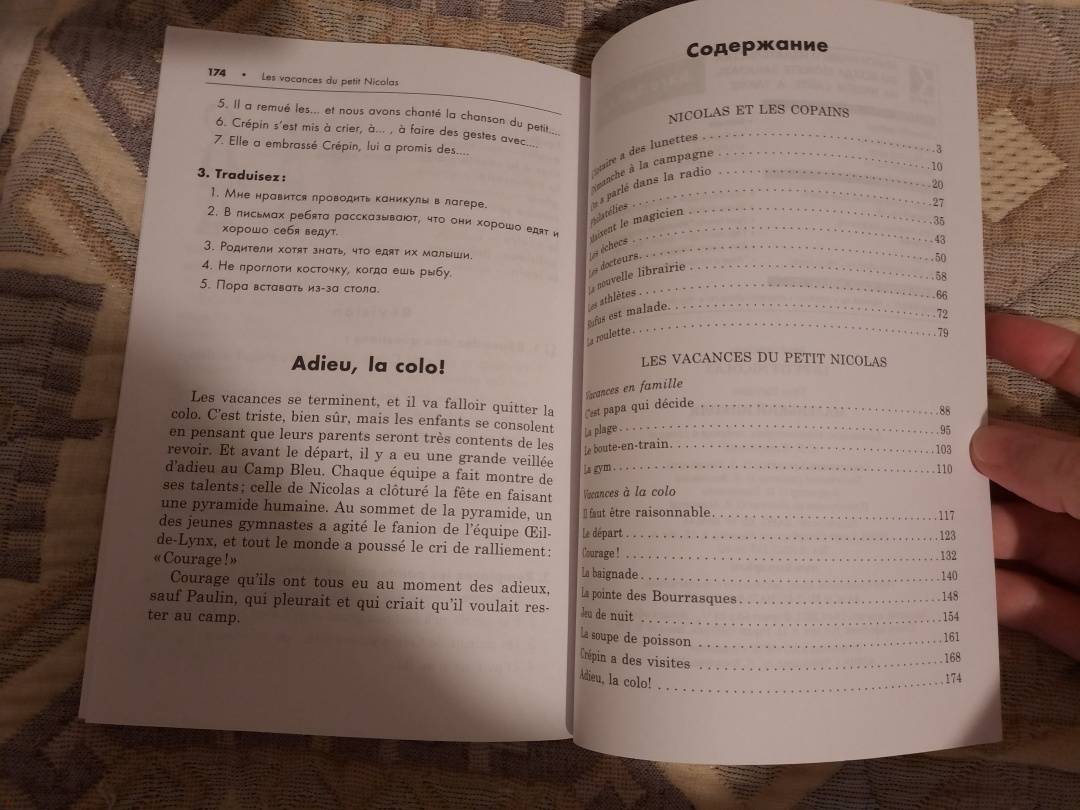 174 • Les vacances du petit Nicolas
5. Il a remué les... et nous avons chanté la chanson du petit....
6. Crépin s'est mis à crier, à... , à faire des gestes avec....
7. Elle a embrassé Crépin, lui a promis des....
3. Traduisez:
1. Мне нравится проводить каникулы в лагере.
2. В письмах ребята рассказывают, что они хорошо едят и
хорошо себя ведут.
3. Родители хотят знать, что едят их малыши.
4. Не проглоти косточку, когда ешь рыбу.
5. Пора вставать из-за стола.
Adieu, la colo!
Les vacances se terminent, et il va falloir quitter la
colo. C'est triste, bien sûr, mais les enfants se consolent
en pensant que leurs parents seront très contents de les
revoir. Et avant le départ, il y a eu une grande veillée
d'adieu au Camp Bleu. Chaque équipe a fait montre de
ses talents; celle de Nicolas a clôturé la fête en faisant
une pyramide humaine. Au sommet de la pyramide, un
des jeunes gymnastes a agité le fanion de l'équipe Œil-
de-Lynx, et tout le monde a poussé le cri de ralliement:
«Courage!»
Courage qu'ils ont tous eu au moment des adieux,
sauf Paulin, qui pleurait et qui criait qu'il voulait res-
ter au camp.
Содержание
NICOLAS ET LES COPAINS
Clotaire a des lunettes 3
Dimanche à la campagne 10
On a parlé dans la radio 20
Philatélies 27
Maixent le magicien 35
Les échecs 43
Les docteurs 50
La nouvelle librairie 58
Les athlètes 66
Rufus est malade 72
La roulette 79
LES VACANCES DU PETIT NICOLAS
Vacances en famille
C'est papa qui décide 88
La plage 95
Le boute-en-train 103
La gym 110
Vacances à la colo
Il faut être raisonnable 117
Le départ 123
Courage! 132
La baignade 140
La pointe des Bourrasques 148
Jeu de nuit 154
La soupe de poisson 161
Crépin a des visites 168
Adieu, la colo! 174